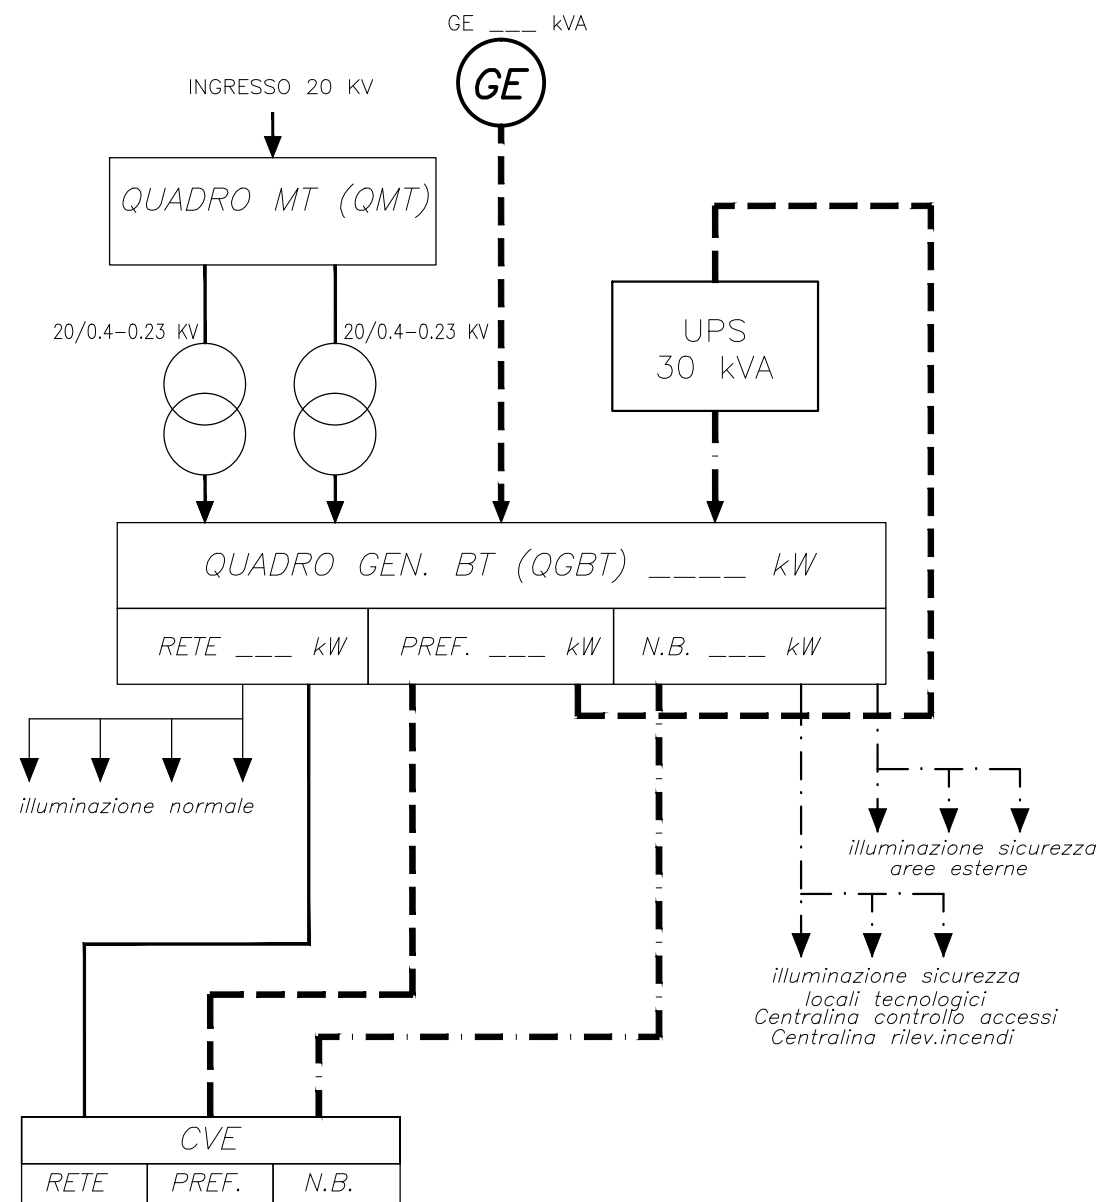 GE ___ kVA
GE
INGRESSO 20 KV
QUADRO MT (QMT)
20/0.4-0.23 KV
20/0.4-0.23 KV
UPS
30 kVA
QUADRO GEN. BT (QGBT) ____ kW
RETE ___ kW
PREF. ___ kW
N.B. ___ kW
illuminazione normale
illuminazione sicurezza
aree esterne
illuminazione sicurezza
locali tecnologici
Centralina controllo accessi
Centralina rilev.incendi
CVE
RETE
PREF.
N.B.